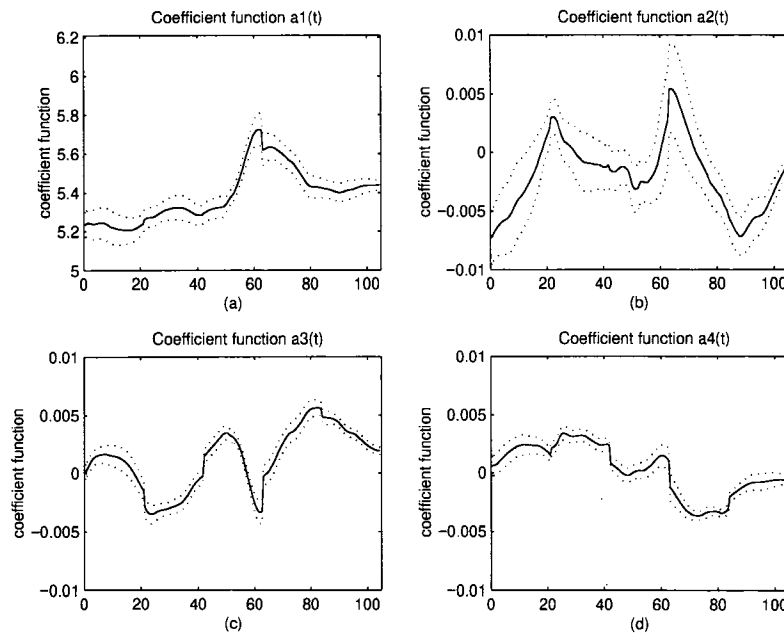 Coefficient function a1(t)
coefficient function
6.2
6
5.8
5.6
5.4
5.2
5
0 20 40 60 80 100
(a)
Coefficient function a2(t)
coefficient function
0.01
0.005
0
−0.005
−0.01
0 20 40 60 80 100
(b)
Coefficient function a3(t)
coefficient function
0.01
0.005
0
−0.005
−0.01
0 20 40 60 80 100
(c)
Coefficient function a4(t)
coefficient function
0.01
0.005
0
−0.005
−0.01
0 20 40 60 80 100
(d)